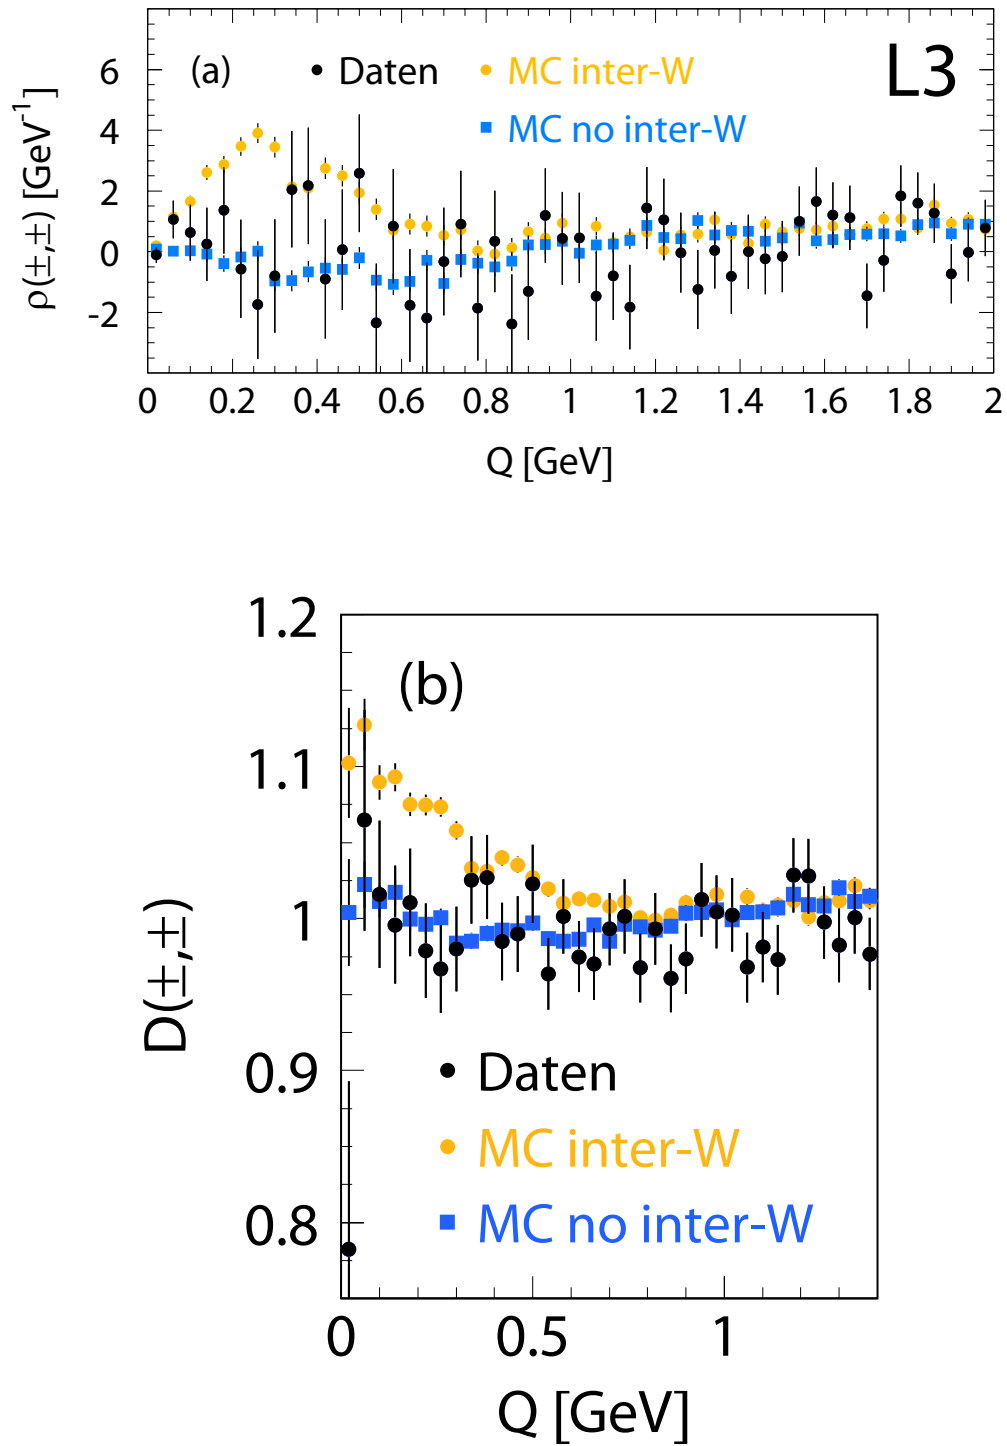 (a) Daten MC inter-W L3
MC no inter-W
ρ(±,±) [GeV⁻¹]
6
4
2
0
-2
0 0.2 0.4 0.6 0.8 1 1.2 1.4 1.6 1.8 2
Q [GeV]
(b)
D(±,±)
1.2
1.1
1
0.9
0.8
Daten
MC inter-W
MC no inter-W
0 0.5 1
Q [GeV]